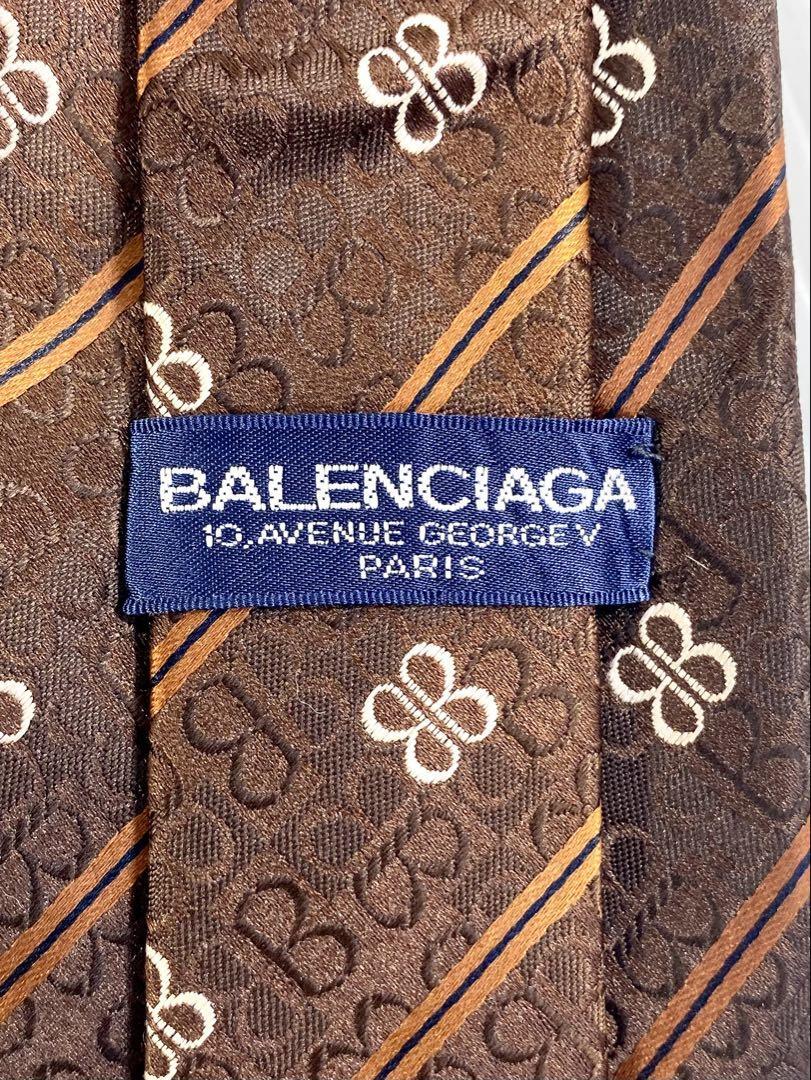 BALENCIAGA
10, AVENUE GEORGE V
PARIS